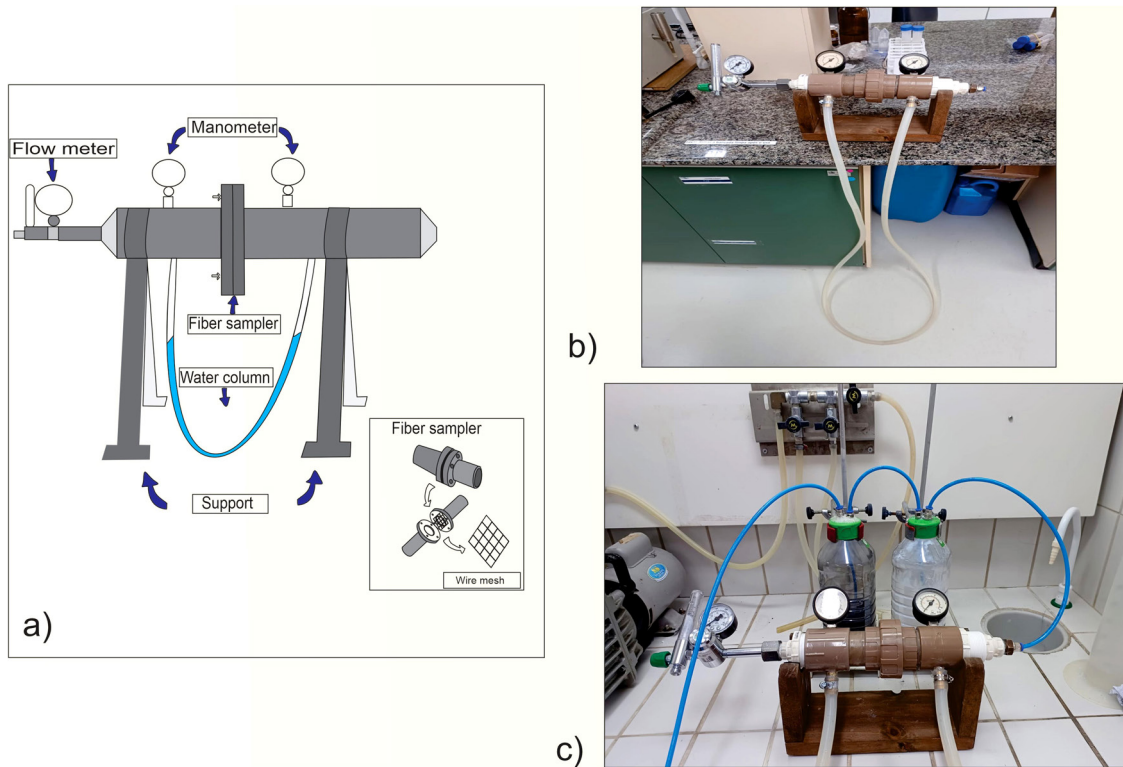 Manometer
Flow meter
Fiber sampler
Water column
Fiber sampler
Support
Wire mesh
a)
b)
c)